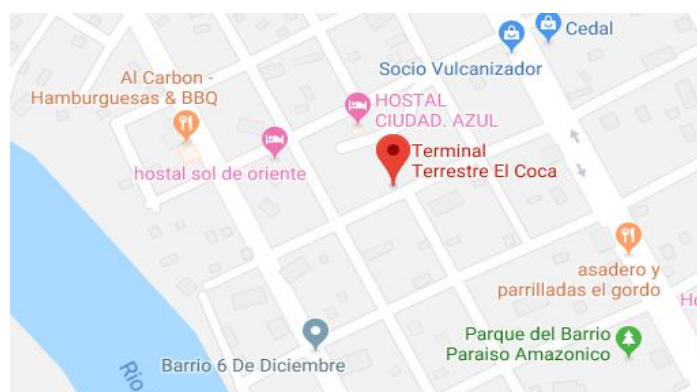 Cedal
Socio Vulcanizador
Al Carbon -
Hamburguesas & BBQ
HOSTAL
CIUDAD. AZUL
hostal sol de oriente
Terminal
Terrestre El Coca
asadero y
parrilladas el gordo
Ho
Parque del Barrio
Paraiso Amazonico
Barrio 6 De Diciembre
Rio